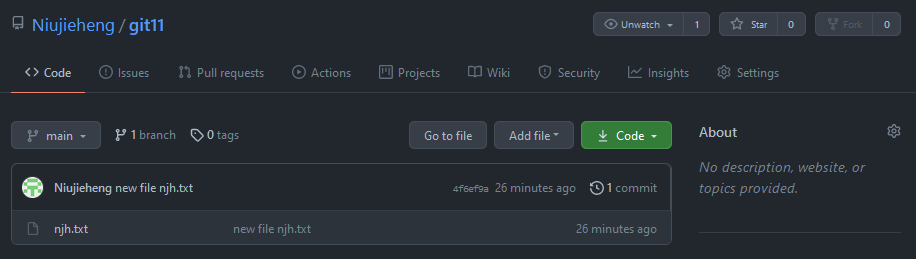 Niujieheng / git11
Unwatch 1 Star 0 Fork 0
Code Issues Pull requests Actions Projects Wiki Security Insights Settings
main 1 branch 0 tags Go to file Add file Code
About
No description, website, or
topics provided.
Niujieheng new file njh.txt 4f6ef9a 26 minutes ago 1 commit
njh.txt new file njh.txt 26 minutes ago